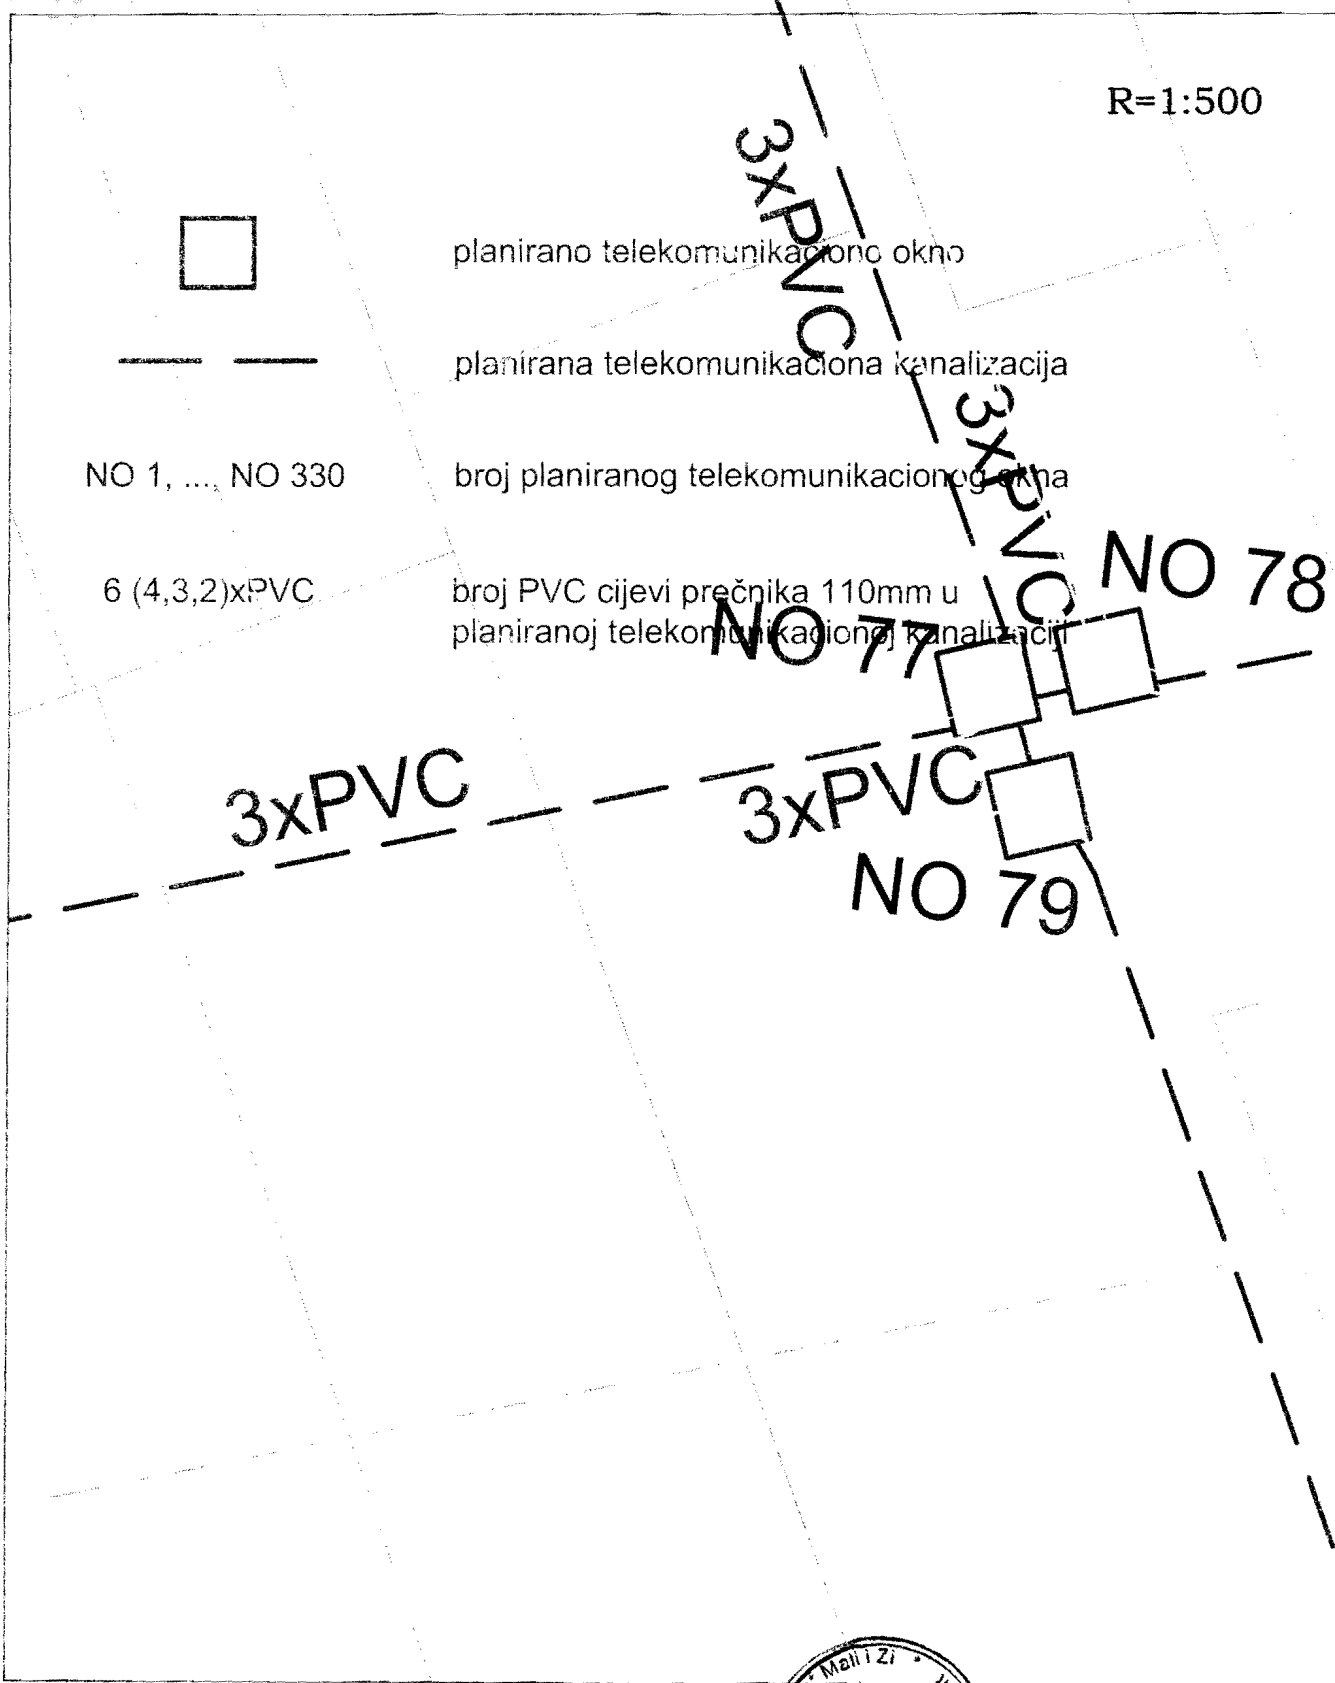 R=1:500
3xPVC
planirano telekomunikaciono okno
planirana telekomunikaciona kanalizacija
3xPVC
NO 1, ..., NO 330 broj planiranog telekomunikacionog okna
NO 78
6 (4,3,2)xPVC broj PVC cijevi prečnika 110mm u
planiranoj telekomunikacionoj kanalizaciji
NO 77
3xPVC
3xPVC
NO 79
Mali i Zi